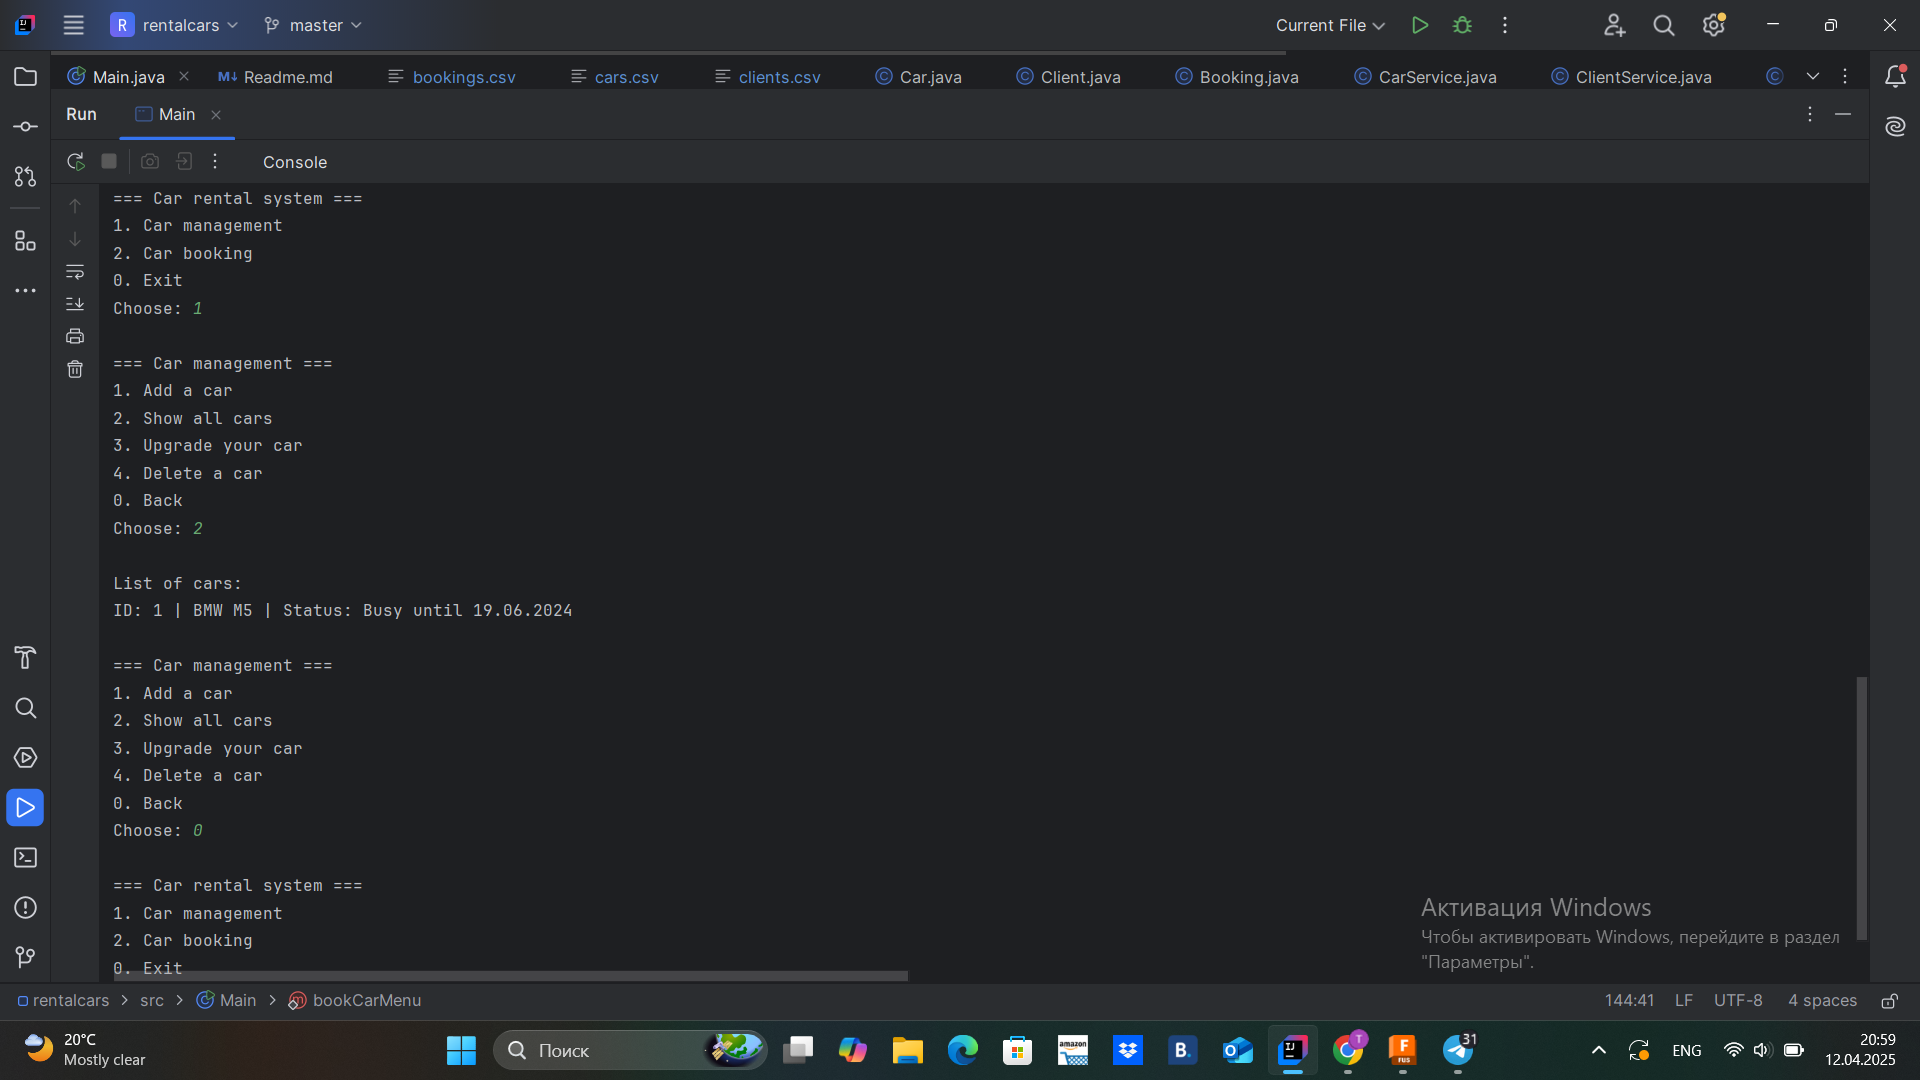 R rentalcars master Current File
Main.java Readme.md bookings.csv cars.csv clients.csv Car.java Client.java Booking.java CarService.java ClientService.java
Run Main
Console
=== Car rental system ===
1. Car management
2. Car booking
0. Exit
Choose: 1
=== Car management ===
1. Add a car
2. Show all cars
3. Upgrade your car
4. Delete a car
0. Back
Choose: 2
List of cars:
ID: 1 | BMW M5 | Status: Busy until 19.06.2024
=== Car management ===
1. Add a car
2. Show all cars
3. Upgrade your car
4. Delete a car
0. Back
Choose: 0
=== Car rental system ===
1. Car management
2. Car booking
0. Exit
Активация Windows
Чтобы активировать Windows, перейдите в раздел
"Параметры".
rentalcars > src > Main > bookCarMenu 144:41 LF UTF-8 4 spaces
20°C
Mostly clear
Поиск
31
ENG
20:59
12.04.2025